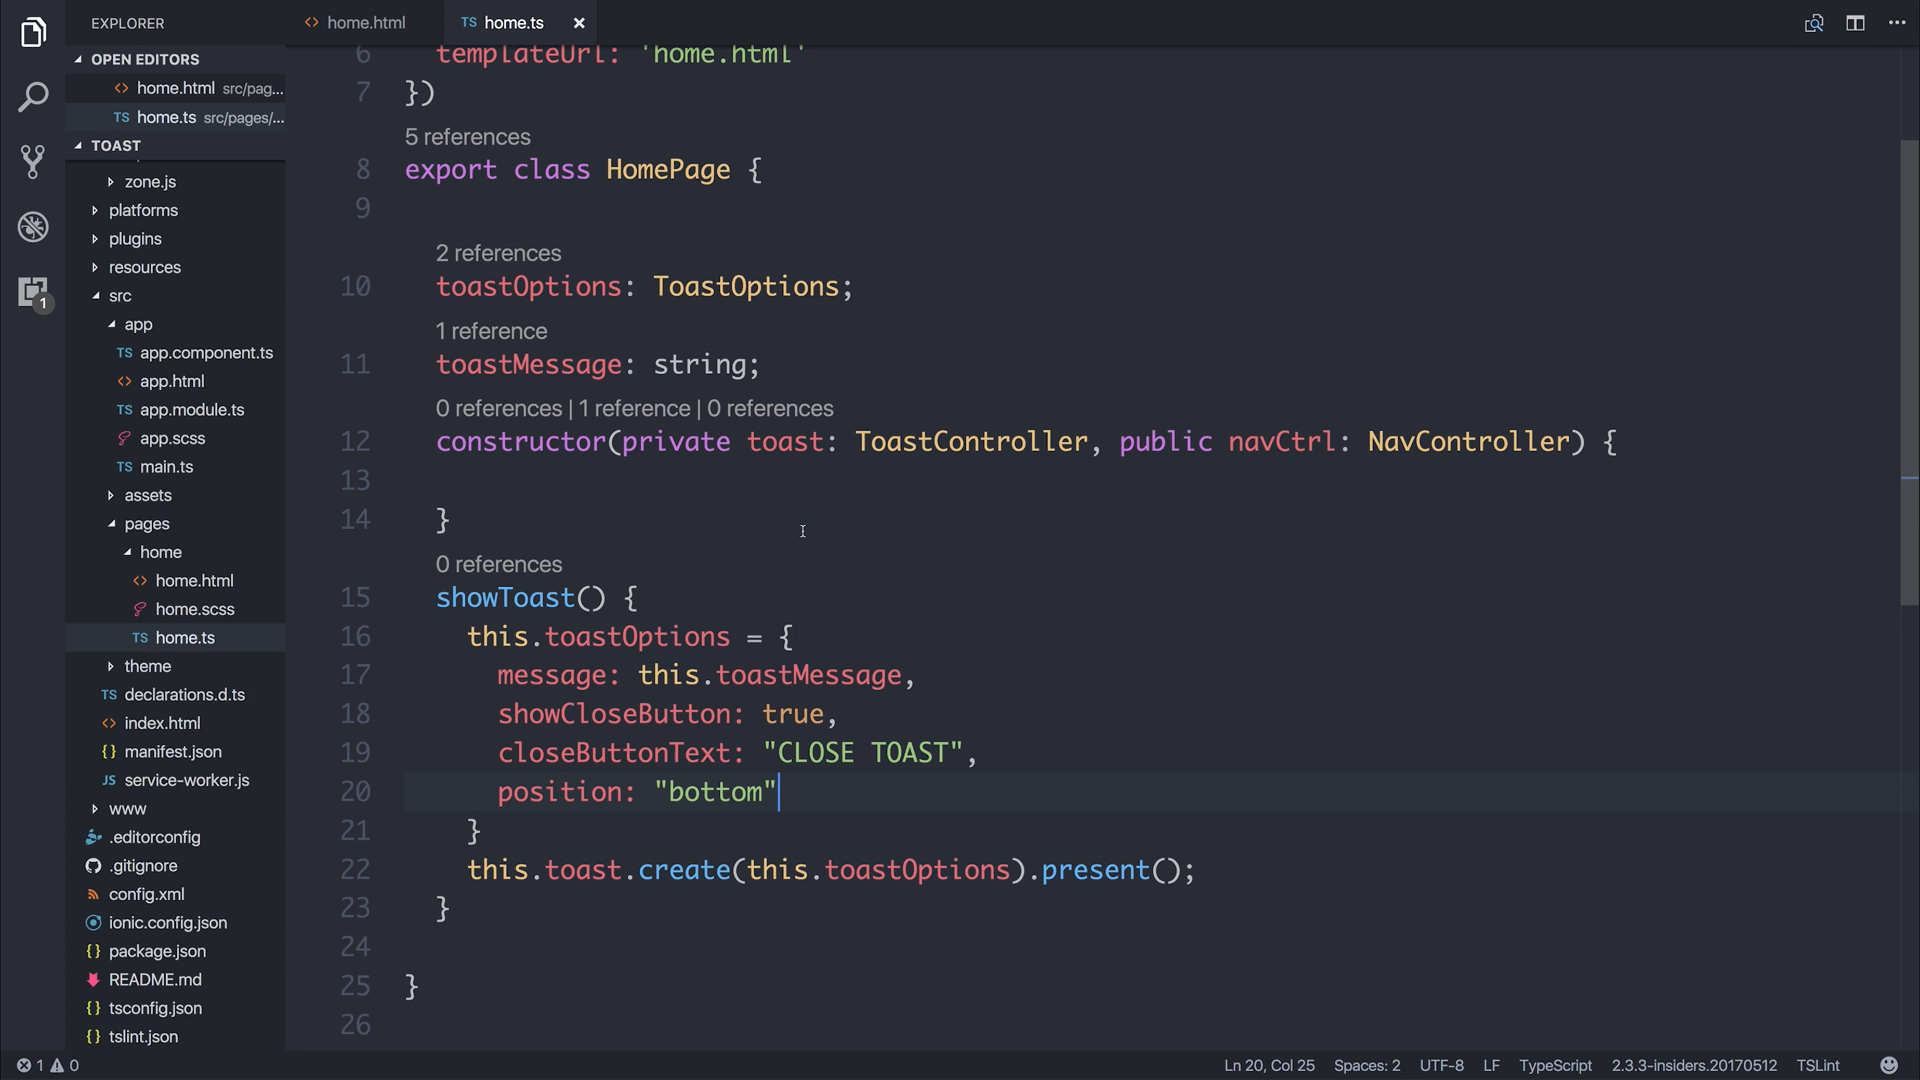 EXPLORER
OPEN EDITORS
home.html src/pag...
TS home.ts src/pages/...
TOAST
zone.js
platforms
plugins
resources
src
app
TS app.component.ts
app.html
TS app.module.ts
app.scss
TS main.ts
assets
pages
home
home.html
home.scss
TS home.ts
theme
TS declarations.d.ts
index.html
{} manifest.json
JS service-worker.js
www
.editorconfig
.gitignore
config.xml
ionic.config.json
{} package.json
README.md
{} tsconfig.json
{} tslint.json
1
home.html
TS home.ts
6 templateUrl: 'home.html'
7 })
5 references
8 export class HomePage {
9
2 references
10 toastOptions: ToastOptions;
1 reference
11 toastMessage: string;
0 references | 1 reference | 0 references
12 constructor(private toast: ToastController, public navCtrl: NavController) {
13
14 }
0 references
15 showToast() {
16 this.toastOptions = {
17 message: this.toastMessage,
18 showCloseButton: true,
19 closeButtonText: "CLOSE TOAST",
20 position: "bottom"
21 }
22 this.toast.create(this.toastOptions).present();
23 }
24
25 }
26
1 0
Ln 20, Col 25 Spaces: 2 UTF-8 LF TypeScript 2.3.3-insiders.20170512 TSLint